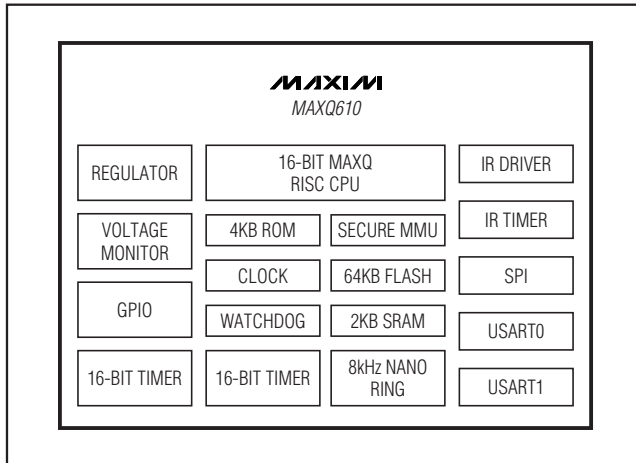 MAXIM
MAXQ610
REGULATOR
16-BIT MAXQ
RISC CPU
IR DRIVER
VOLTAGE
MONITOR
4KB ROM
SECURE MMU
IR TIMER
CLOCK
64KB FLASH
SPI
GPIO
WATCHDOG
2KB SRAM
USART0
16-BIT TIMER
16-BIT TIMER
8kHz NANO
RING
USART1